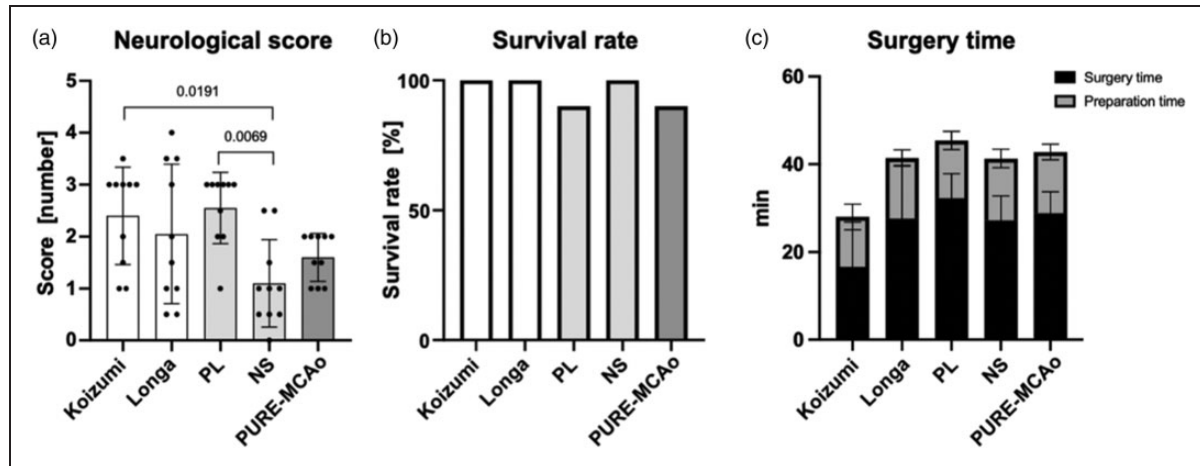 (a)
Neurological score
Score [number]
5
4
3
2
1
0
0.0191
0.0069
Koizumi
Longa
PL
NS
PURE-MCAo
(b)
Survival rate
Survival rate [%]
100
50
0
Koizumi
Longa
PL
NS
PURE-MCAo
(c)
Surgery time
min
60
40
20
0
Surgery time
Preparation time
Koizumi
Longa
PL
NS
PURE-MCAo